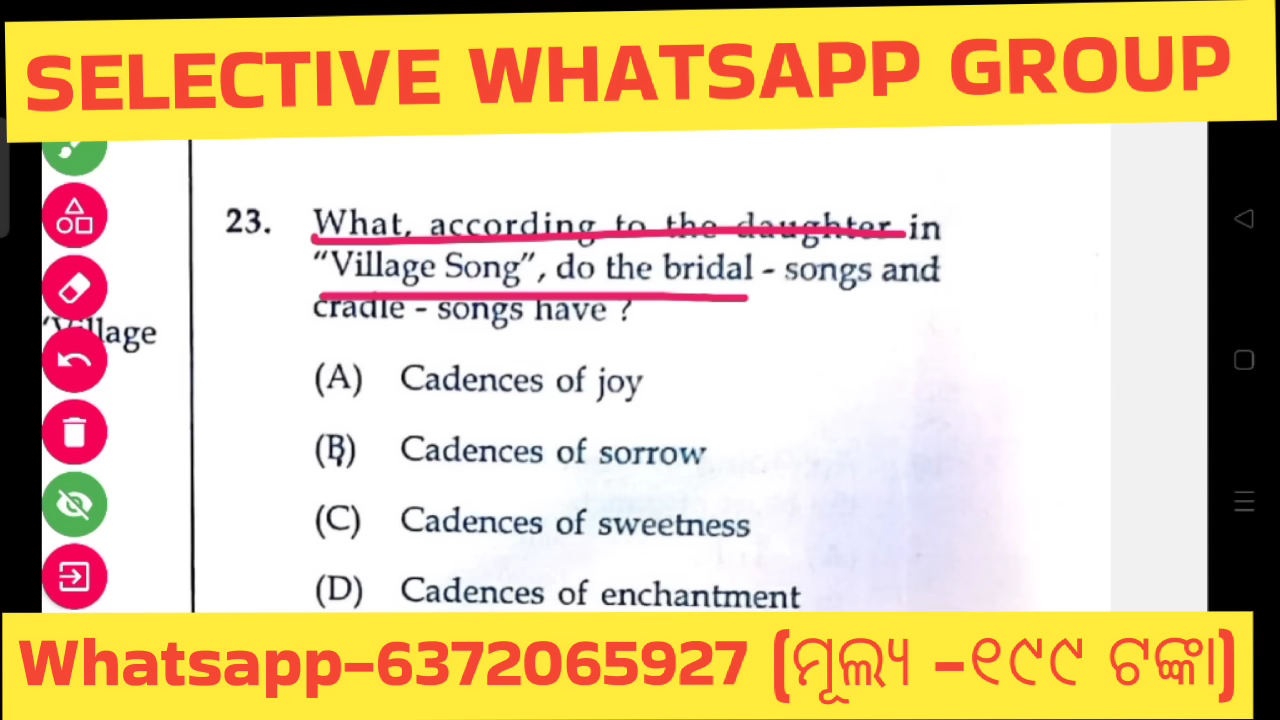 SELECTIVE WHATSAPP GROUP
23. What, according to the daughter in
"Village Song", do the bridal - songs and
cradle - songs have ?
'Village
(A) Cadences of joy
(B) Cadences of sorrow
(C) Cadences of sweetness
(D) Cadences of enchantment
Whatsapp-6372065927 (ମୂଲ୍ୟ -୧୯୯ ଟଙ୍କା)